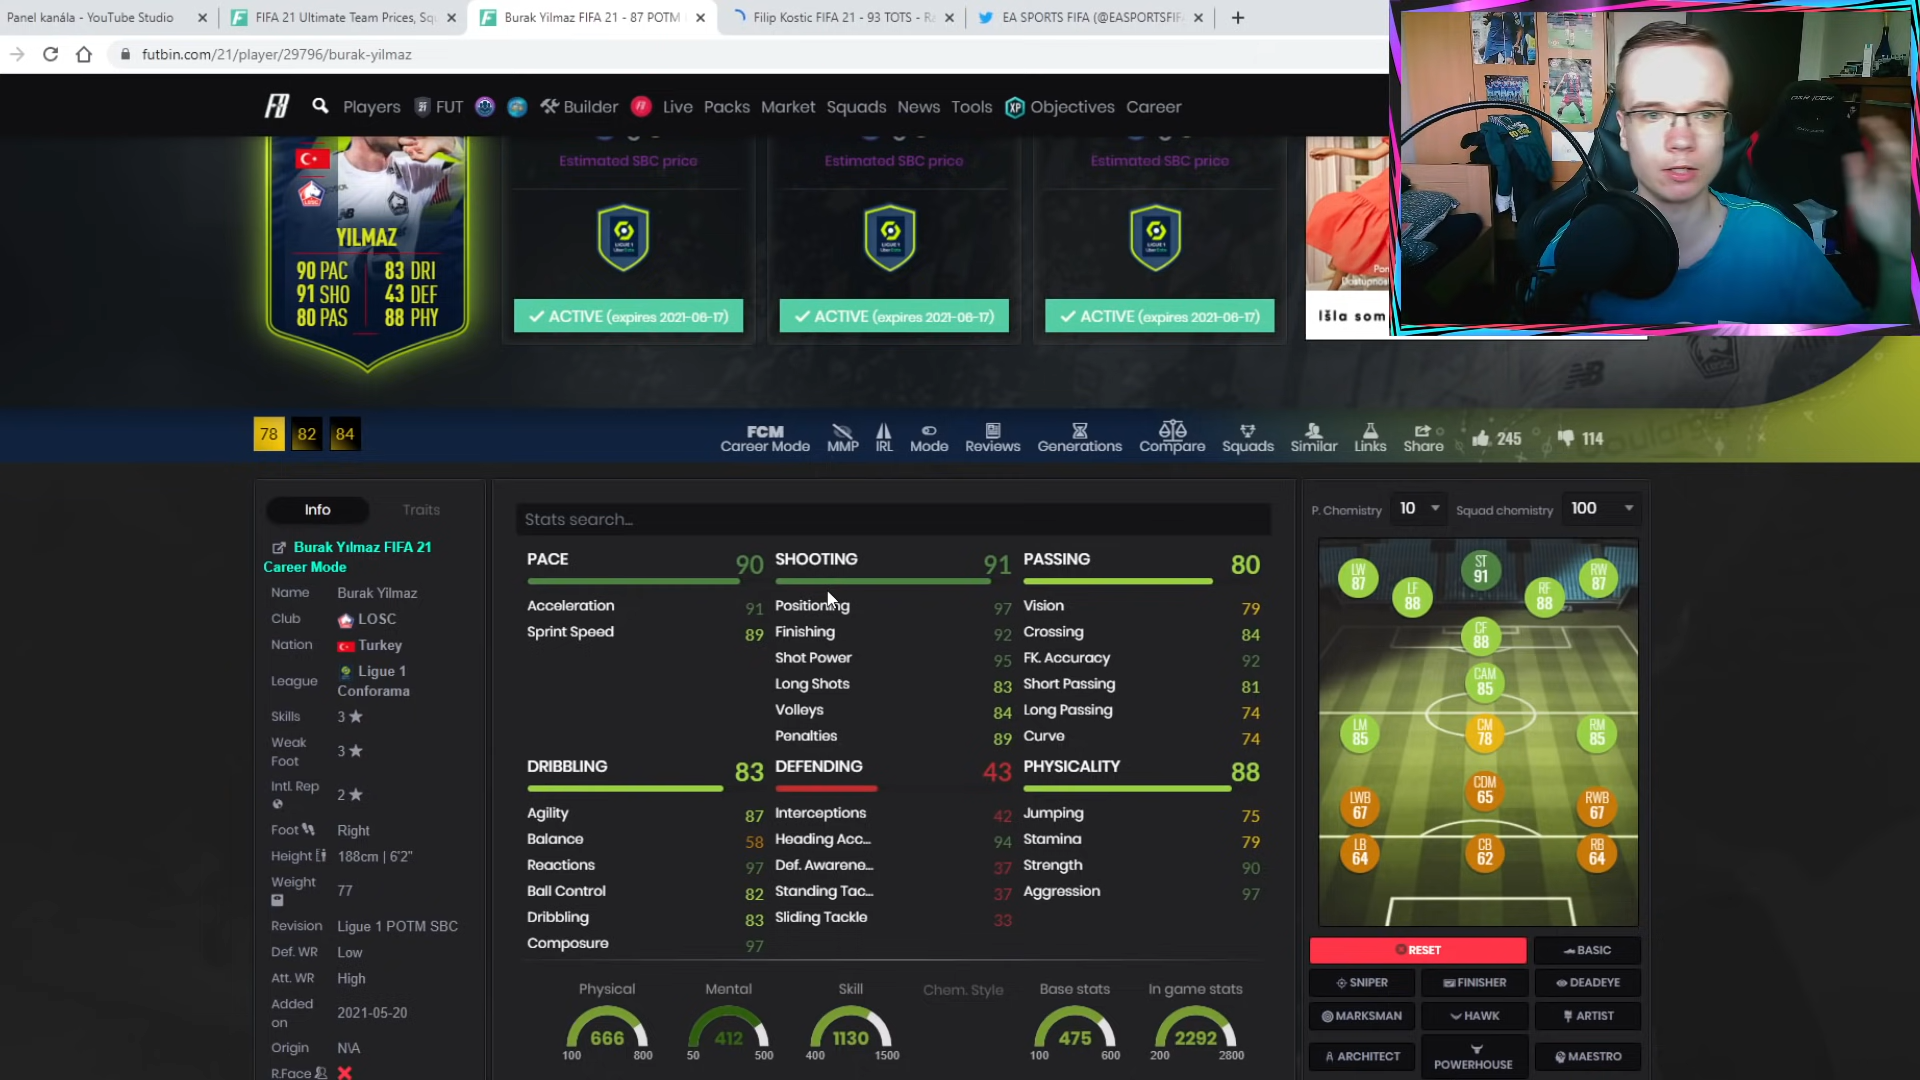 Panel kanála - YouTube Studio
FIFA 21 Ultimate Team Prices, Squ
Burak Yilmaz FIFA 21 - 87 POTM
Filip Kostic FIFA 21 - 93 TOTS - R
EA SPORTS FIFA (@EASPORTSFIF
futbin.com/21/player/29796/burak-yilmaz
Players FUT Builder Live Packs Market Squads News Tools XP Objectives Career
YILMAZ
90 PAC 83 DRI
91 SHO 43 DEF
80 PAS 88 PHY
Estimated SBC price
Estimated SBC price
Estimated SBC price
ACTIVE (expires 2021-06-17)
ACTIVE (expires 2021-06-17)
ACTIVE (expires 2021-06-17)
Išla som
78 82 84
FCM
Career Mode MMP IRL Mode Reviews Generations Compare Squads Similar Links Share 245 114
Info Traits
Burak Yılmaz FIFA 21
Career Mode
Name Burak Yilmaz
Club LOSC
Nation Turkey
League Ligue 1
Conforama
Skills 3
Weak
Foot 3
Intl. Rep 2
Foot Right
Height 188cm | 6'2"
Weight 77
Revision Ligue 1 POTM SBC
Def. WR Low
Att. WR High
Added
on 2021-05-20
Origin N\A
R.Face
Stats search...
PACE 90
Acceleration 91
Sprint Speed 89
SHOOTING 91
Positioning 97
Finishing 92
Shot Power 95
Long Shots 83
Volleys 84
Penalties 89
PASSING 80
Vision 79
Crossing 84
FK. Accuracy 92
Short Passing 81
Long Passing 74
Curve 74
DRIBBLING 83
Agility 87
Balance 58
Reactions 97
Ball Control 82
Dribbling 83
Composure 97
DEFENDING 43
Interceptions 42
Heading Acc... 94
Def. Awarene... 37
Standing Tac... 37
Sliding Tackle 33
PHYSICALITY 88
Jumping 75
Stamina 79
Strength 90
Aggression 97
Physical Mental Skill Chem. Style Base stats In game stats
666 412 1130 475 2292
100 800 50 500 400 1500 100 600 200 2800
P. Chemistry 10 Squad chemistry 100
LW 87
ST 91
RW 87
LF 88
RF 88
CF 88
CAM 85
LM 85
CM 78
RM 85
CDM 65
LWB 67
RWB 67
LB 64
CB 62
RB 64
RESET BASIC
SNIPER FINISHER DEADEYE
MARKSMAN HAWK ARTIST
ARCHITECT POWERHOUSE MAESTRO